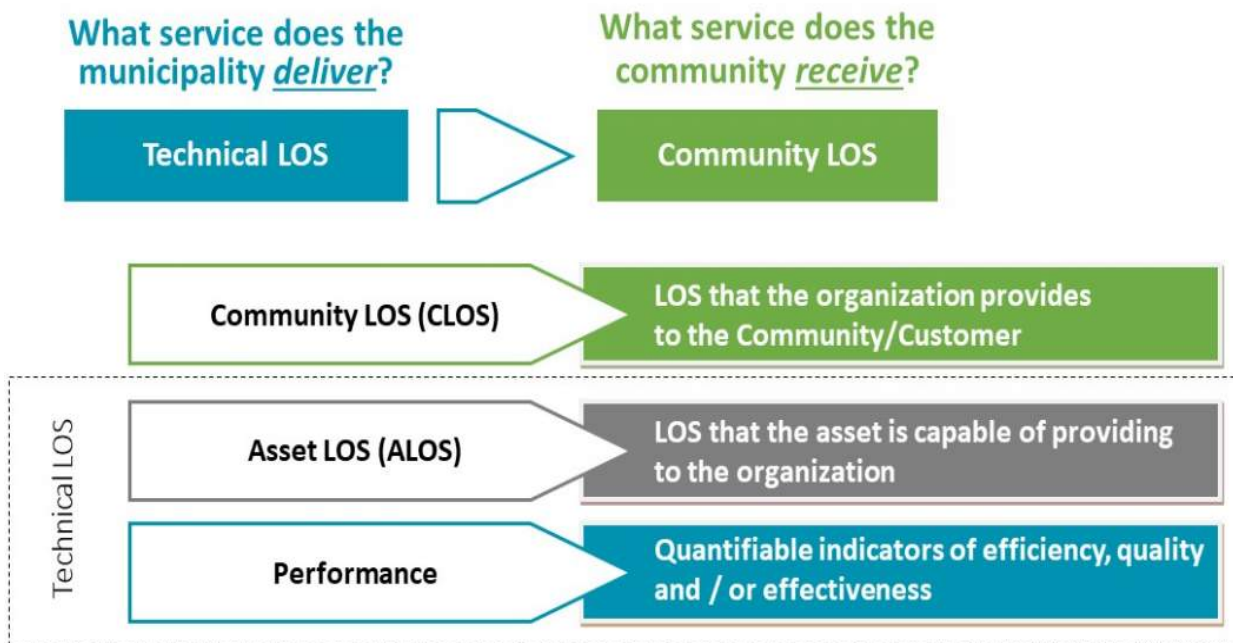 What service does the
municipality deliver?
What service does the
community receive?
Technical LOS
Community LOS
Community LOS (CLOS)
LOS that the organization provides
to the Community/Customer
Technical LOS
Asset LOS (ALOS)
LOS that the asset is capable of providing
to the organization
Performance
Quantifiable indicators of efficiency, quality
and / or effectiveness